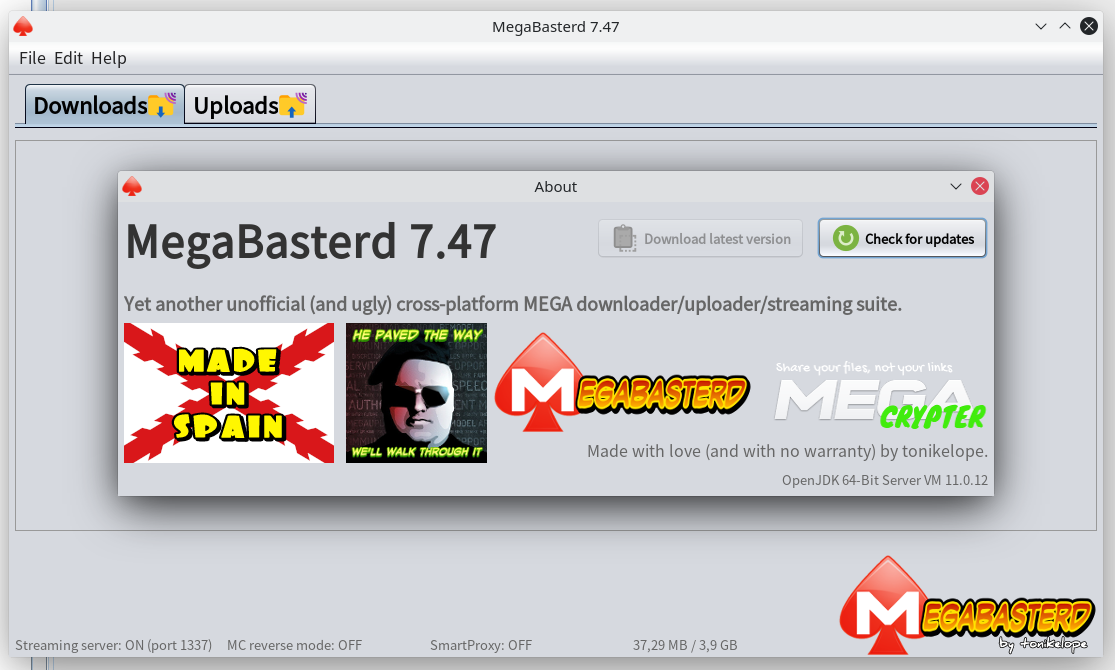 MegaBasterd 7.47
File Edit Help
Downloads Uploads
About
MegaBasterd 7.47
Download latest version
Check for updates
Yet another unofficial (and ugly) cross-platform MEGA downloader/uploader/streaming suite.
MADE
IN
SPAIN
HE PAVED THE WAY
WE'LL WALK THROUGH IT
MEGABASTERD
Share your files, not your links
MEGA
CRYPTER
Made with love (and with no warranty) by tonikelope.
OpenJDK 64-Bit Server VM 11.0.12
MEGABASTERD
by tonikelope
Streaming server: ON (port 1337) MC reverse mode: OFF SmartProxy: OFF 37,29 MB / 3,9 GB